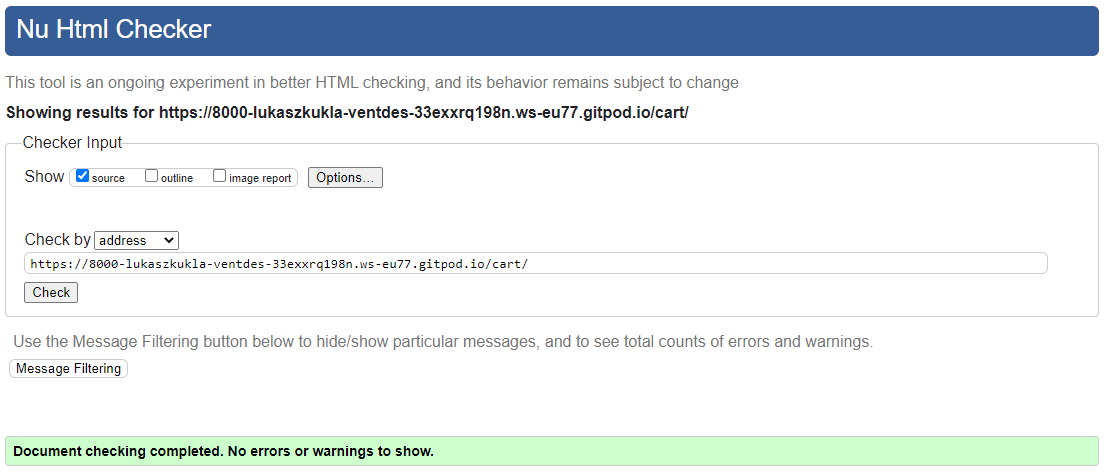 Nu Html Checker
This tool is an ongoing experiment in better HTML checking, and its behavior remains subject to change
Showing results for https://8000-lukaszkukla-ventdes-33exxrq198n.ws-eu77.gitpod.io/cart/
Checker Input
Show source outline image report Options...
Check by address
https://8000-lukaszkukla-ventdes-33exxrq198n.ws-eu77.gitpod.io/cart/
Check
Use the Message Filtering button below to hide/show particular messages, and to see total counts of errors and warnings.
Message Filtering
Document checking completed. No errors or warnings to show.